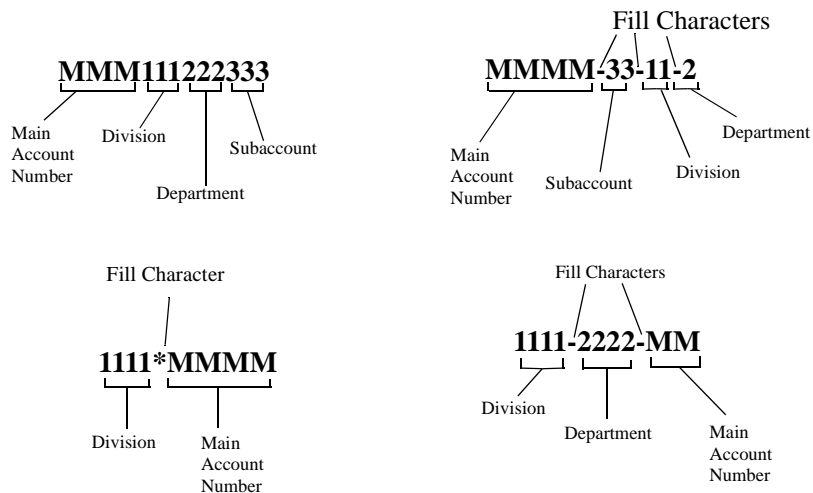 MMM111222333
Main
Account
Number
Division
Department
Subaccount
Fill Characters
MMMM-33-11-2
Main
Account
Number
Subaccount
Division
Department
Fill Character
1111*MMMM
Division
Main
Account
Number
Fill Characters
1111-2222-MM
Division
Department
Main
Account
Number